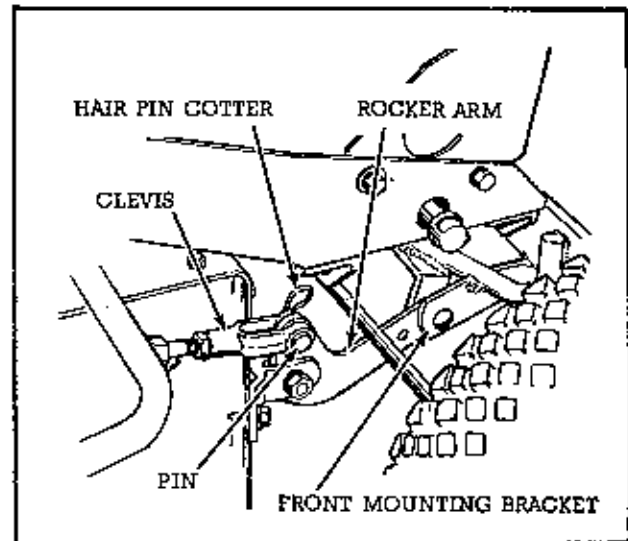 HAIR PIN COTTER
ROCKER ARM
CLEVIS
PIN
FRONT MOUNTING BRACKET